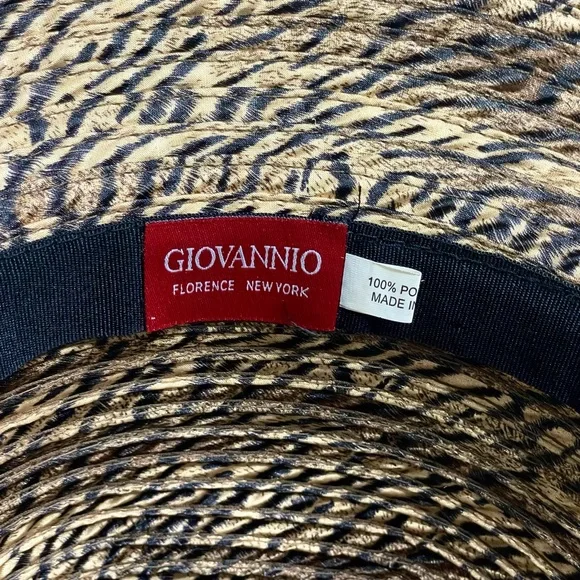 GIOVANNIO
FLORENCE NEW YORK
100% PO
MADE IN